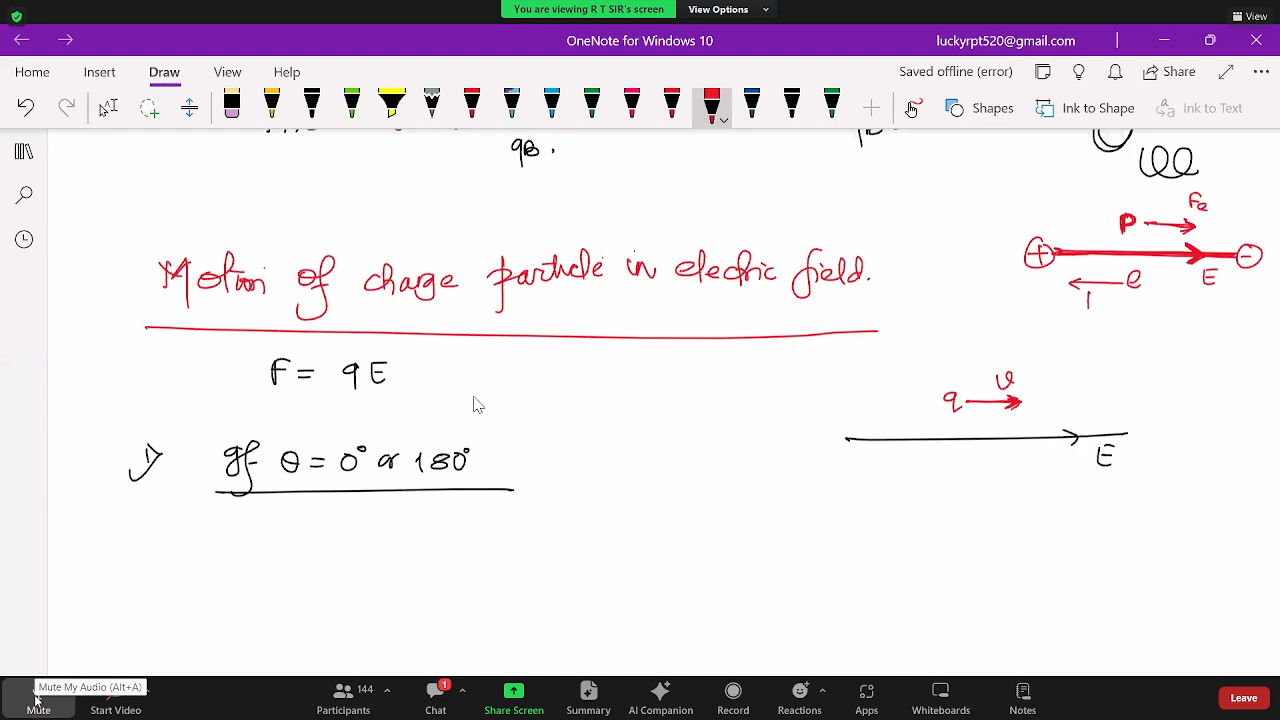 You are viewing R T SIR's screen
View Options
View
OneNote for Windows 10
luckyrpt520@gmail.com
Home
Insert
Draw
View
Help
Saved offline (error)
Share
Shapes
Ink to Shape
Ink to Text
qB.
Fe
P
Motion of charge particle in electric field.
+
-
E
e
F = qE
q
v
If θ = 0° or 180°
E
Mute My Audio (Alt+A)
Mute
Start Video
144
Participants
1
Chat
Share Screen
Summary
AI Companion
Record
Reactions
Apps
Whiteboards
Notes
Leave